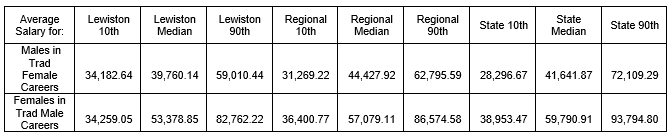 Average Salary for: Lewiston 10th Lewiston Median Lewiston 90th Regional 10th Regional Median Regional 90th State 10th State Median State 90th
Males in Trad Female Careers 34,182.64 39,760.14 59,010.44 31,269.22 44,427.92 62,795.59 28,296.67 41,641.87 72,109.29
Females in Trad Male Careers 34,259.05 53,378.85 82,762.22 36,400.77 57,079.11 86,574.58 38,953.47 59,790.91 93,794.80